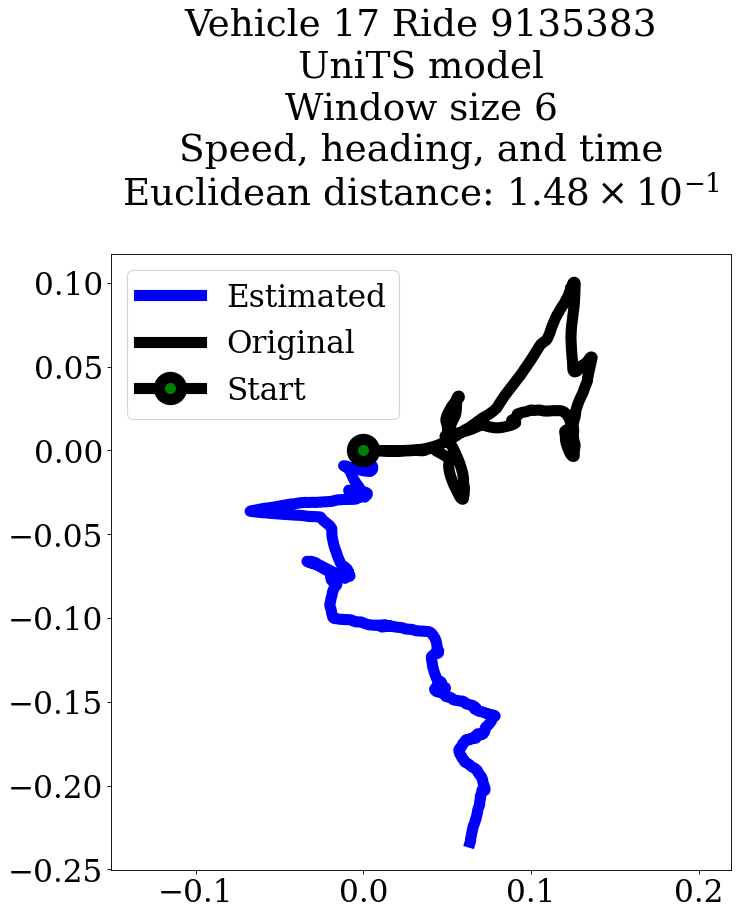 Vehicle 17 Ride 9135383
UniTS model
Window size 6
Speed, heading, and time
Euclidean distance: 1.48 × 10⁻¹
Estimated
Original
Start
0.10
0.05
0.00
−0.05
−0.10
−0.15
−0.20
−0.25
−0.1 0.0 0.1 0.2